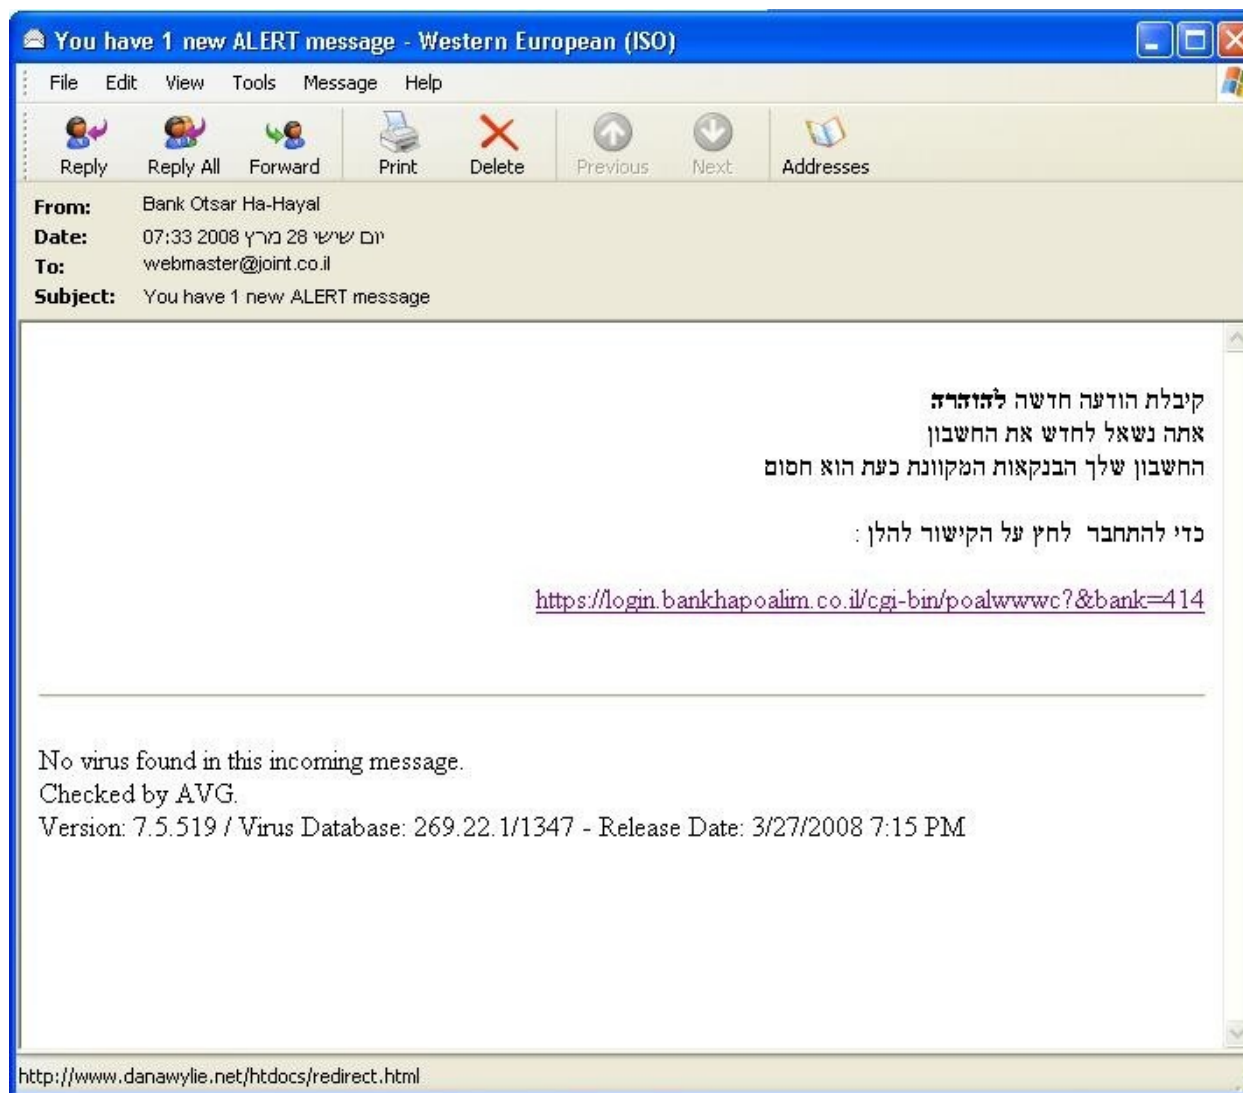 You have 1 new ALERT message - Western European (ISO)
File Edit View Tools Message Help
Reply Reply All Forward Print Delete Previous Next Addresses
From: Bank Otsar Ha-Hayal
Date: יום שישי 28 מרץ 2008 07:33
To: webmaster@joint.co.il
Subject: You have 1 new ALERT message
קיבלת הודעה חדשה להזהרה
אתה נשאל לחדש את החשבון
החשבון שלך הבנקאות המקוונת כעת הוא חסום
כדי להתחבר לחץ על הקישור להלן :
https://login.bankhapoalim.co.il/cgi-bin/poalwwwc?&bank=414
No virus found in this incoming message.
Checked by AVG.
Version: 7.5.519 / Virus Database: 269.22.1/1347 - Release Date: 3/27/2008 7:15 PM
http://www.danawylie.net/htdocs/redirect.html